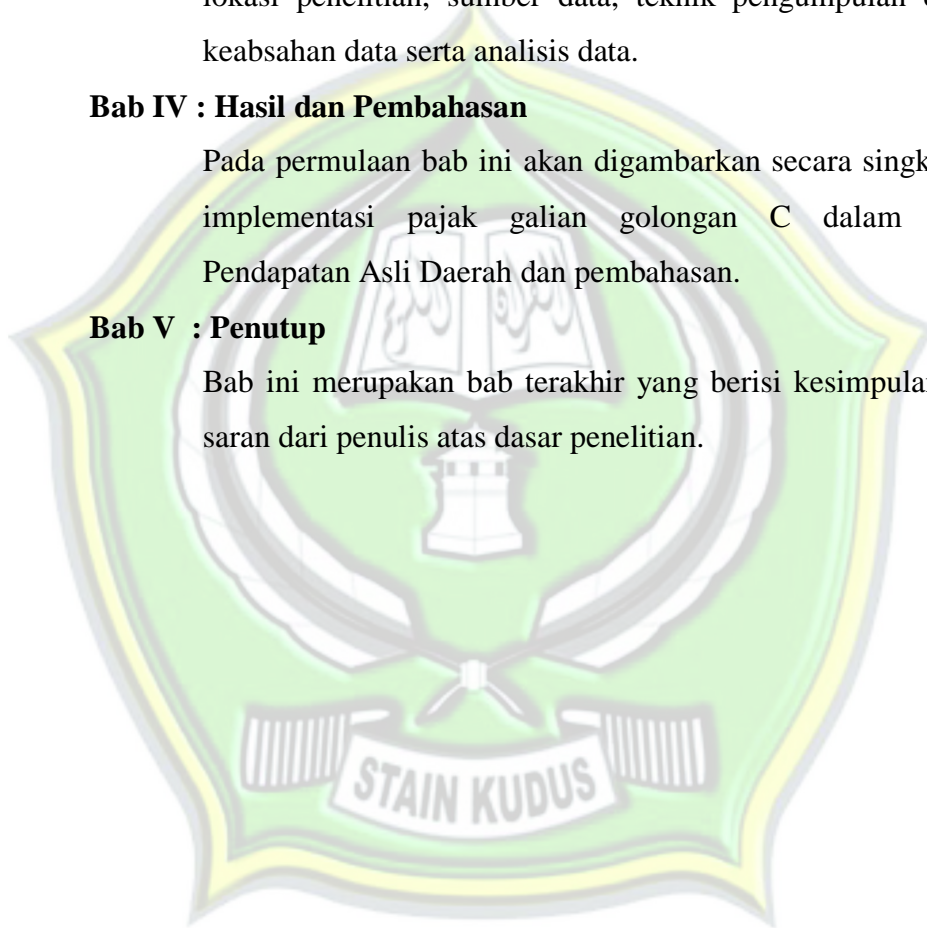 lokasi penelitian, sumber data, teknik pengumpulan
keabsahan data serta analisis data.
Bab IV : Hasil dan Pembahasan
Pada permulaan bab ini akan digambarkan secara
implementasi pajak galian golongan C dalam
Pendapatan Asli Daerah dan pembahasan.
Bab V : Penutup
Bab ini merupakan bab terakhir yang berisi
saran dari penulis atas dasar penelitian.
STAIN KUDUS